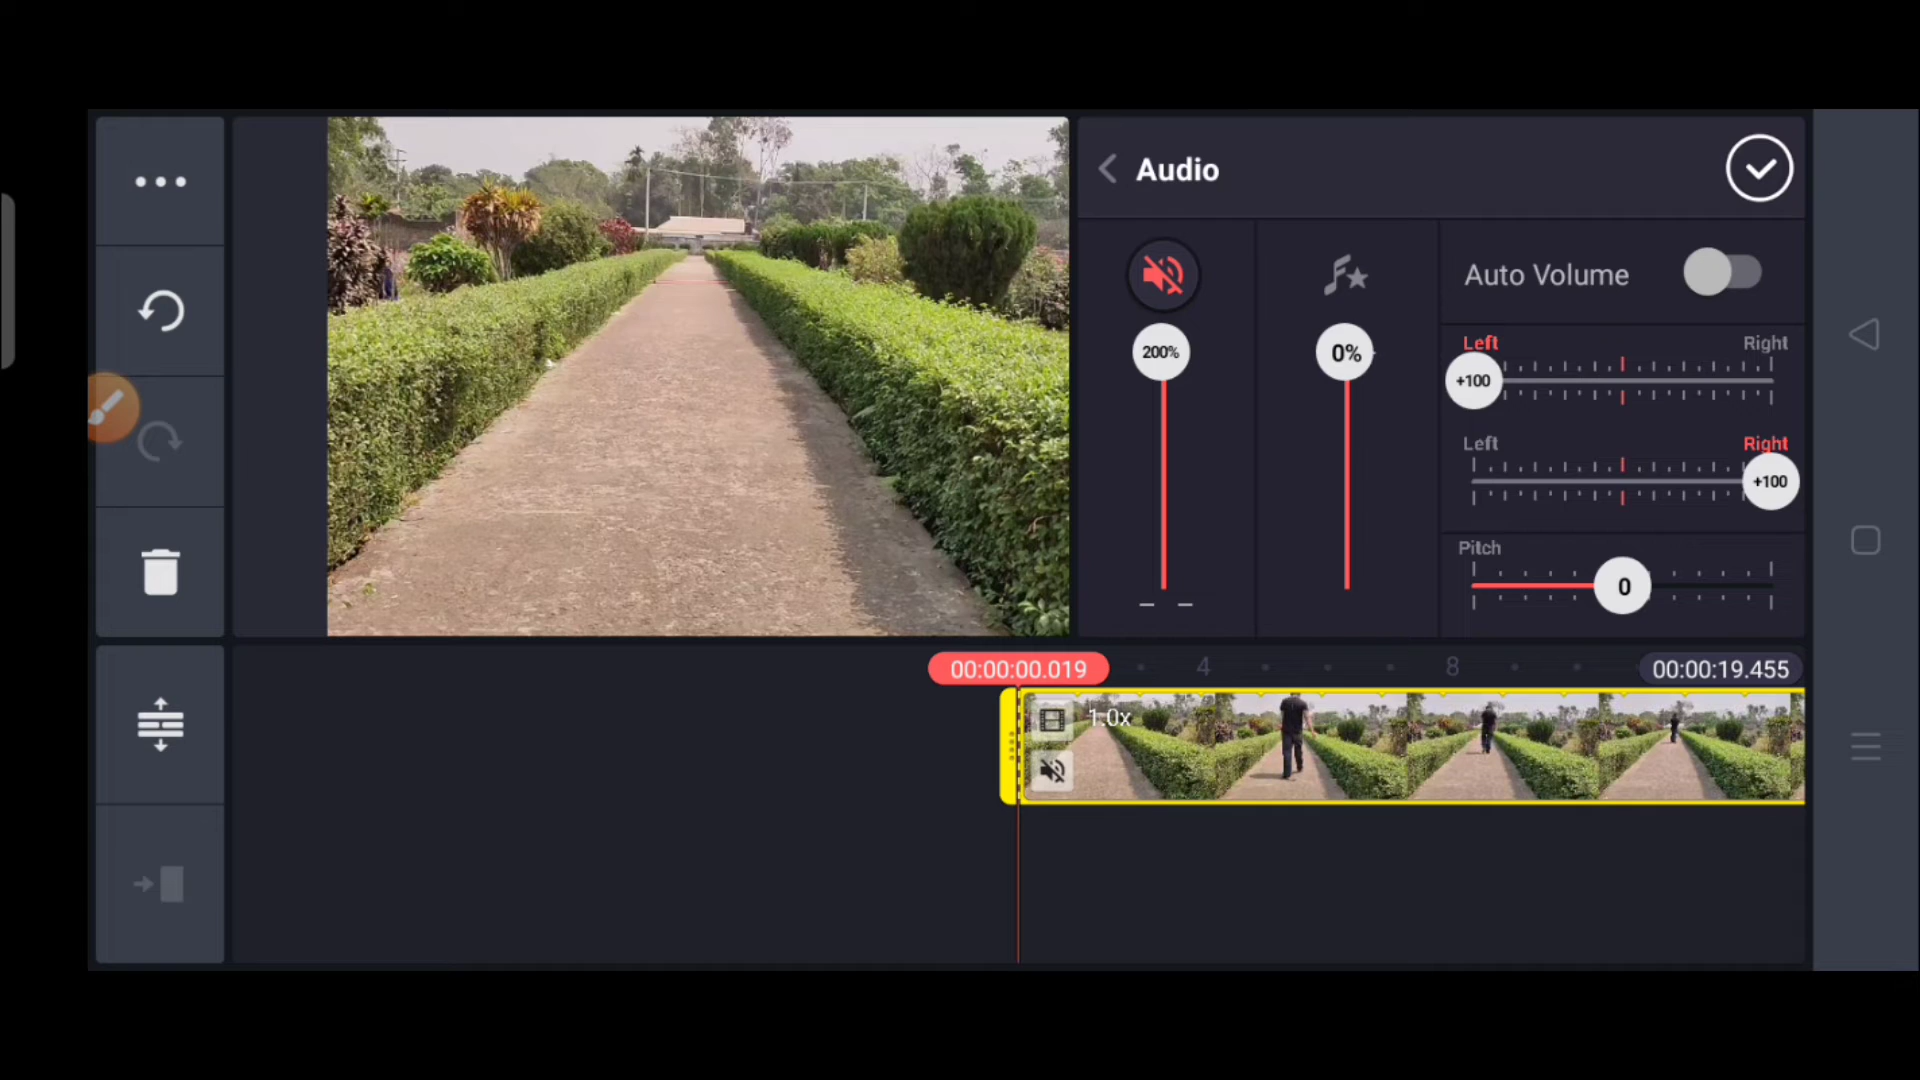 Audio
Auto Volume
200%
0%
Left Right
+100
Left Right
+100
Pitch
0
00:00:00.019
4
8
00:00:19.455
1.0x